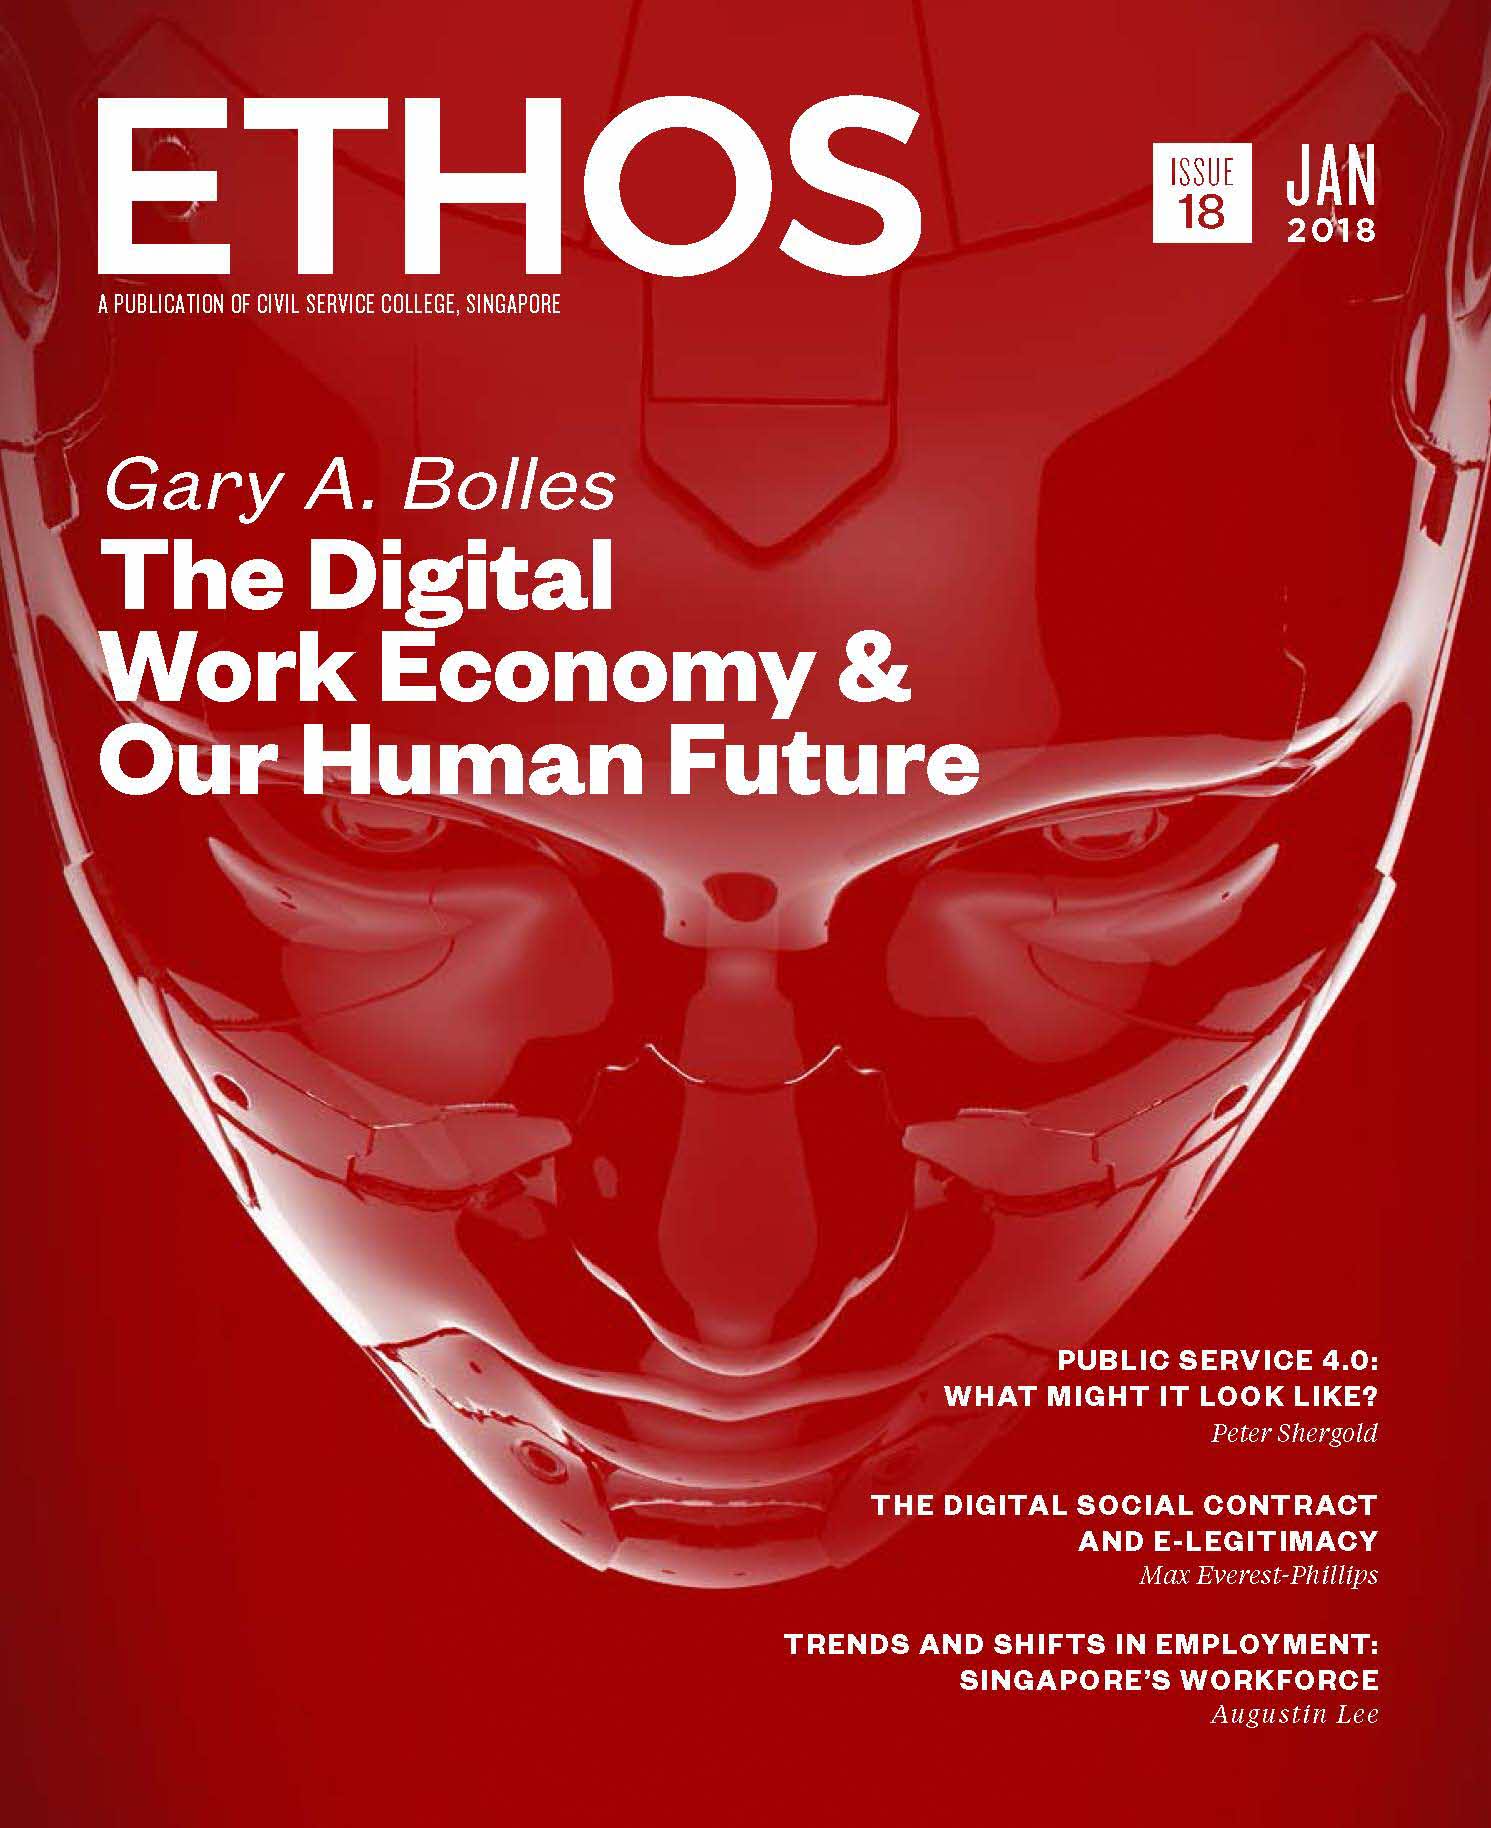 ETHOS
A PUBLICATION OF CIVIL SERVICE COLLEGE, SINGAPORE
ISSUE
18
JAN
2018
Gary A. Bolles
The Digital
Work Economy &
Our Human Future
PUBLIC SERVICE 4.0:
WHAT MIGHT IT LOOK LIKE?
Peter Shergold
THE DIGITAL SOCIAL CONTRACT
AND E-LEGITIMACY
Max Everest-Phillips
TRENDS AND SHIFTS IN EMPLOYMENT:
SINGAPORE’S WORKFORCE
Augustin Lee